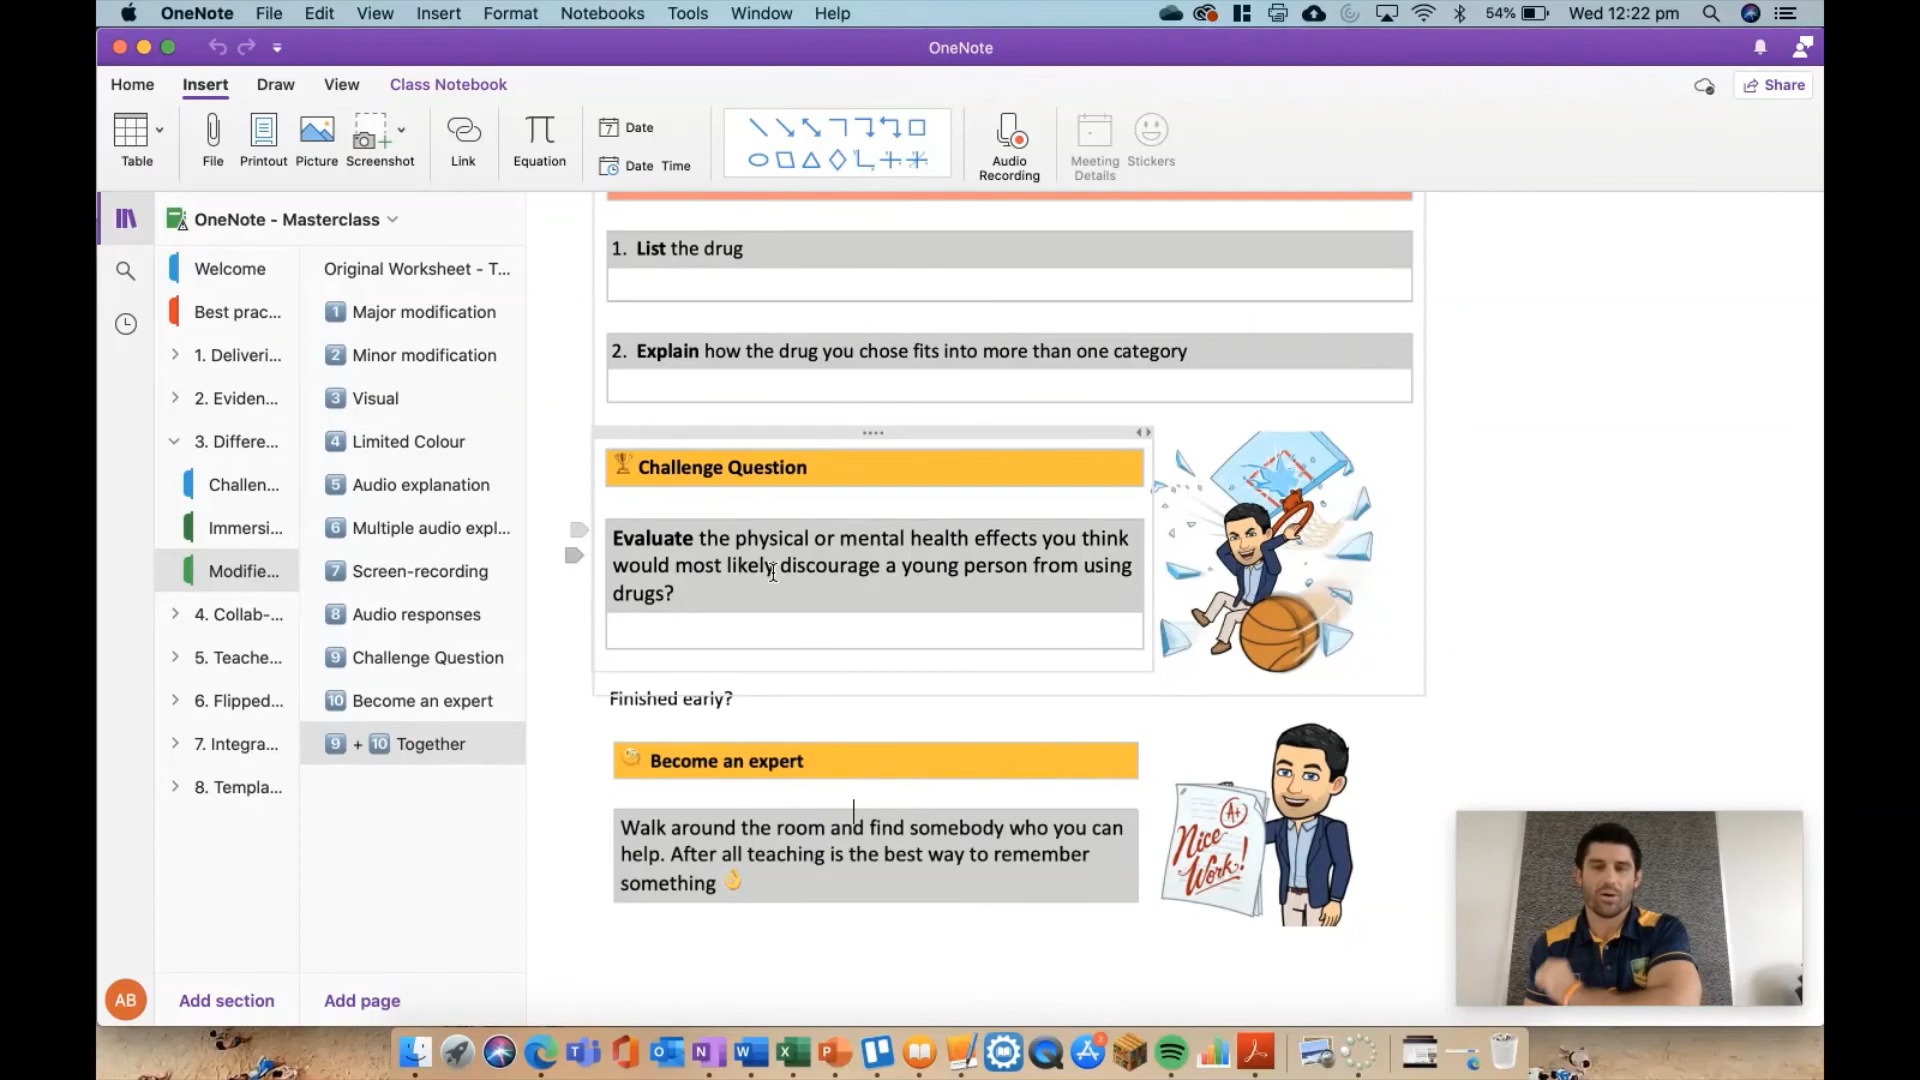 OneNote File Edit View Insert Format Notebooks Tools Window Help 54% Wed 12:22 pm
OneNote
Home Insert Draw View Class Notebook Share
Table File Printout Picture Screenshot Link Equation
7 Date
Date Time
Audio Recording
Meeting Details
Stickers
OneNote - Masterclass
Welcome
Best prac...
1. Deliveri...
2. Eviden...
3. Differe...
Challen...
Immersi...
Modifie...
4. Collab-...
5. Teache...
6. Flipped...
7. Integra...
8. Templa...
AB
Add section
Original Worksheet - T...
1 Major modification
2 Minor modification
3 Visual
4 Limited Colour
5 Audio explanation
6 Multiple audio expl...
7 Screen-recording
8 Audio responses
9 Challenge Question
10 Become an expert
9 + 10 Together
Add page
1. List the drug
2. Explain how the drug you chose fits into more than one category
Challenge Question
Evaluate the physical or mental health effects you think
would most likely discourage a young person from using
drugs?
Finished early?
Become an expert
Walk around the room and find somebody who you can
help. After all teaching is the best way to remember
something 👌
A+
Nice
Work!